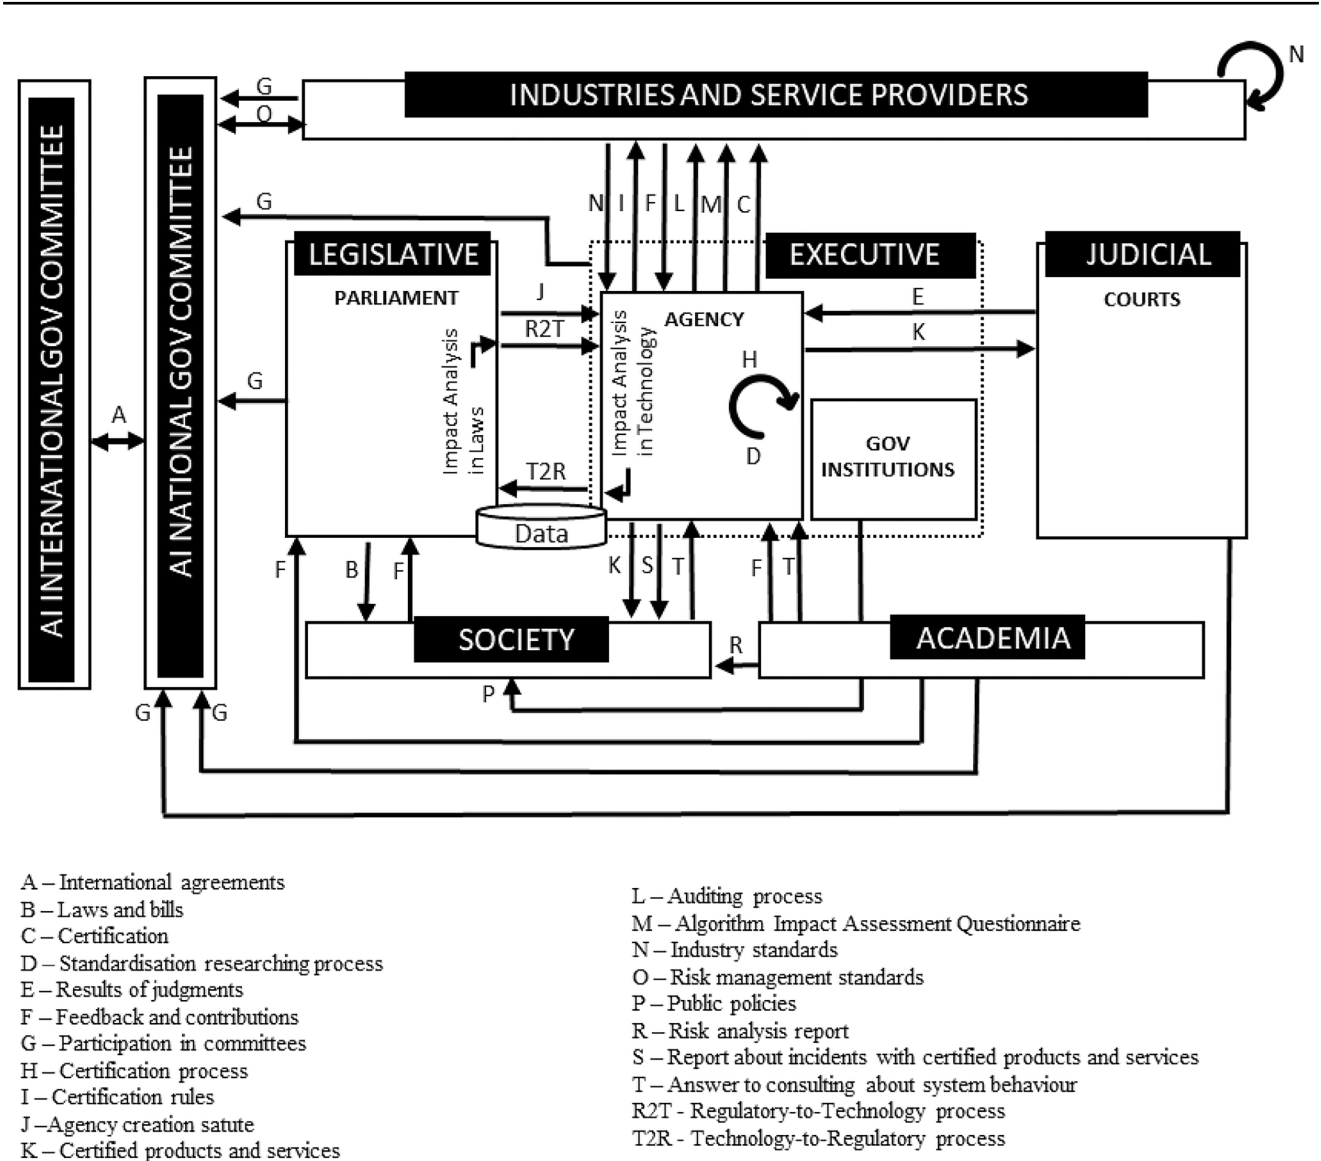 N
G
INDUSTRIES AND SERVICE PROVIDERS
O
AI INTERNATIONAL GOV COMMITTEE
AI NATIONAL GOV COMMITTEE
G
N
I
F
L
M
C
LEGISLATIVE
EXECUTIVE
JUDICIAL
PARLIAMENT
J
AGENCY
E
COURTS
R2T
K
Impact Analysis
in Laws
Impact Analysis
in Technology
H
D
G
A
GOV
INSTITUTIONS
T2R
Data
F
B
F
K
S
T
F
T
SOCIETY
R
ACADEMIA
P
G
G
A – International agreements
B – Laws and bills
C – Certification
D – Standardisation researching process
E – Results of judgments
F – Feedback and contributions
G – Participation in committees
H – Certification process
I – Certification rules
J –Agency creation satute
K – Certified products and services
L – Auditing process
M – Algorithm Impact Assessment Questionnaire
N – Industry standards
O – Risk management standards
P – Public policies
R – Risk analysis report
S – Report about incidents with certified products and services
T – Answer to consulting about system behaviour
R2T - Regulatory-to-Technology process
T2R - Technology-to-Regulatory process